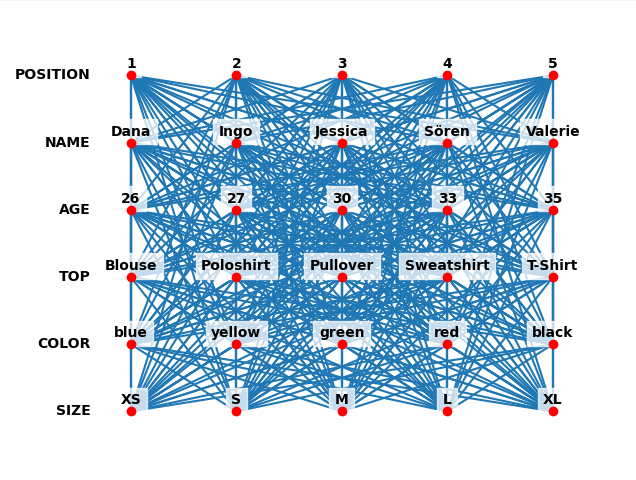 POSITION 1 2 3 4 5
NAME Dana Ingo Jessica Sören Valerie
AGE 26 27 30 33 35
TOP Blouse Poloshirt Pullover Sweatshirt T-Shirt
COLOR blue yellow green red black
SIZE XS S M L XL